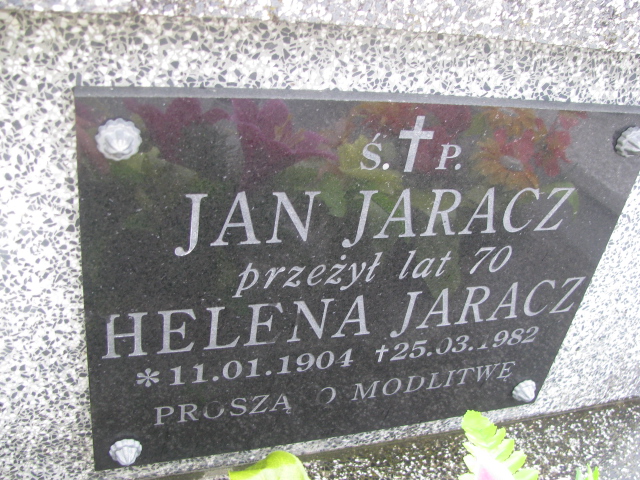 Ś. P.
JAN JARACZ
przeżył lat 70
HELENA JARACZ
*11.01.1904 †25.03.1982
PROSZĄ O MODLITWĘ